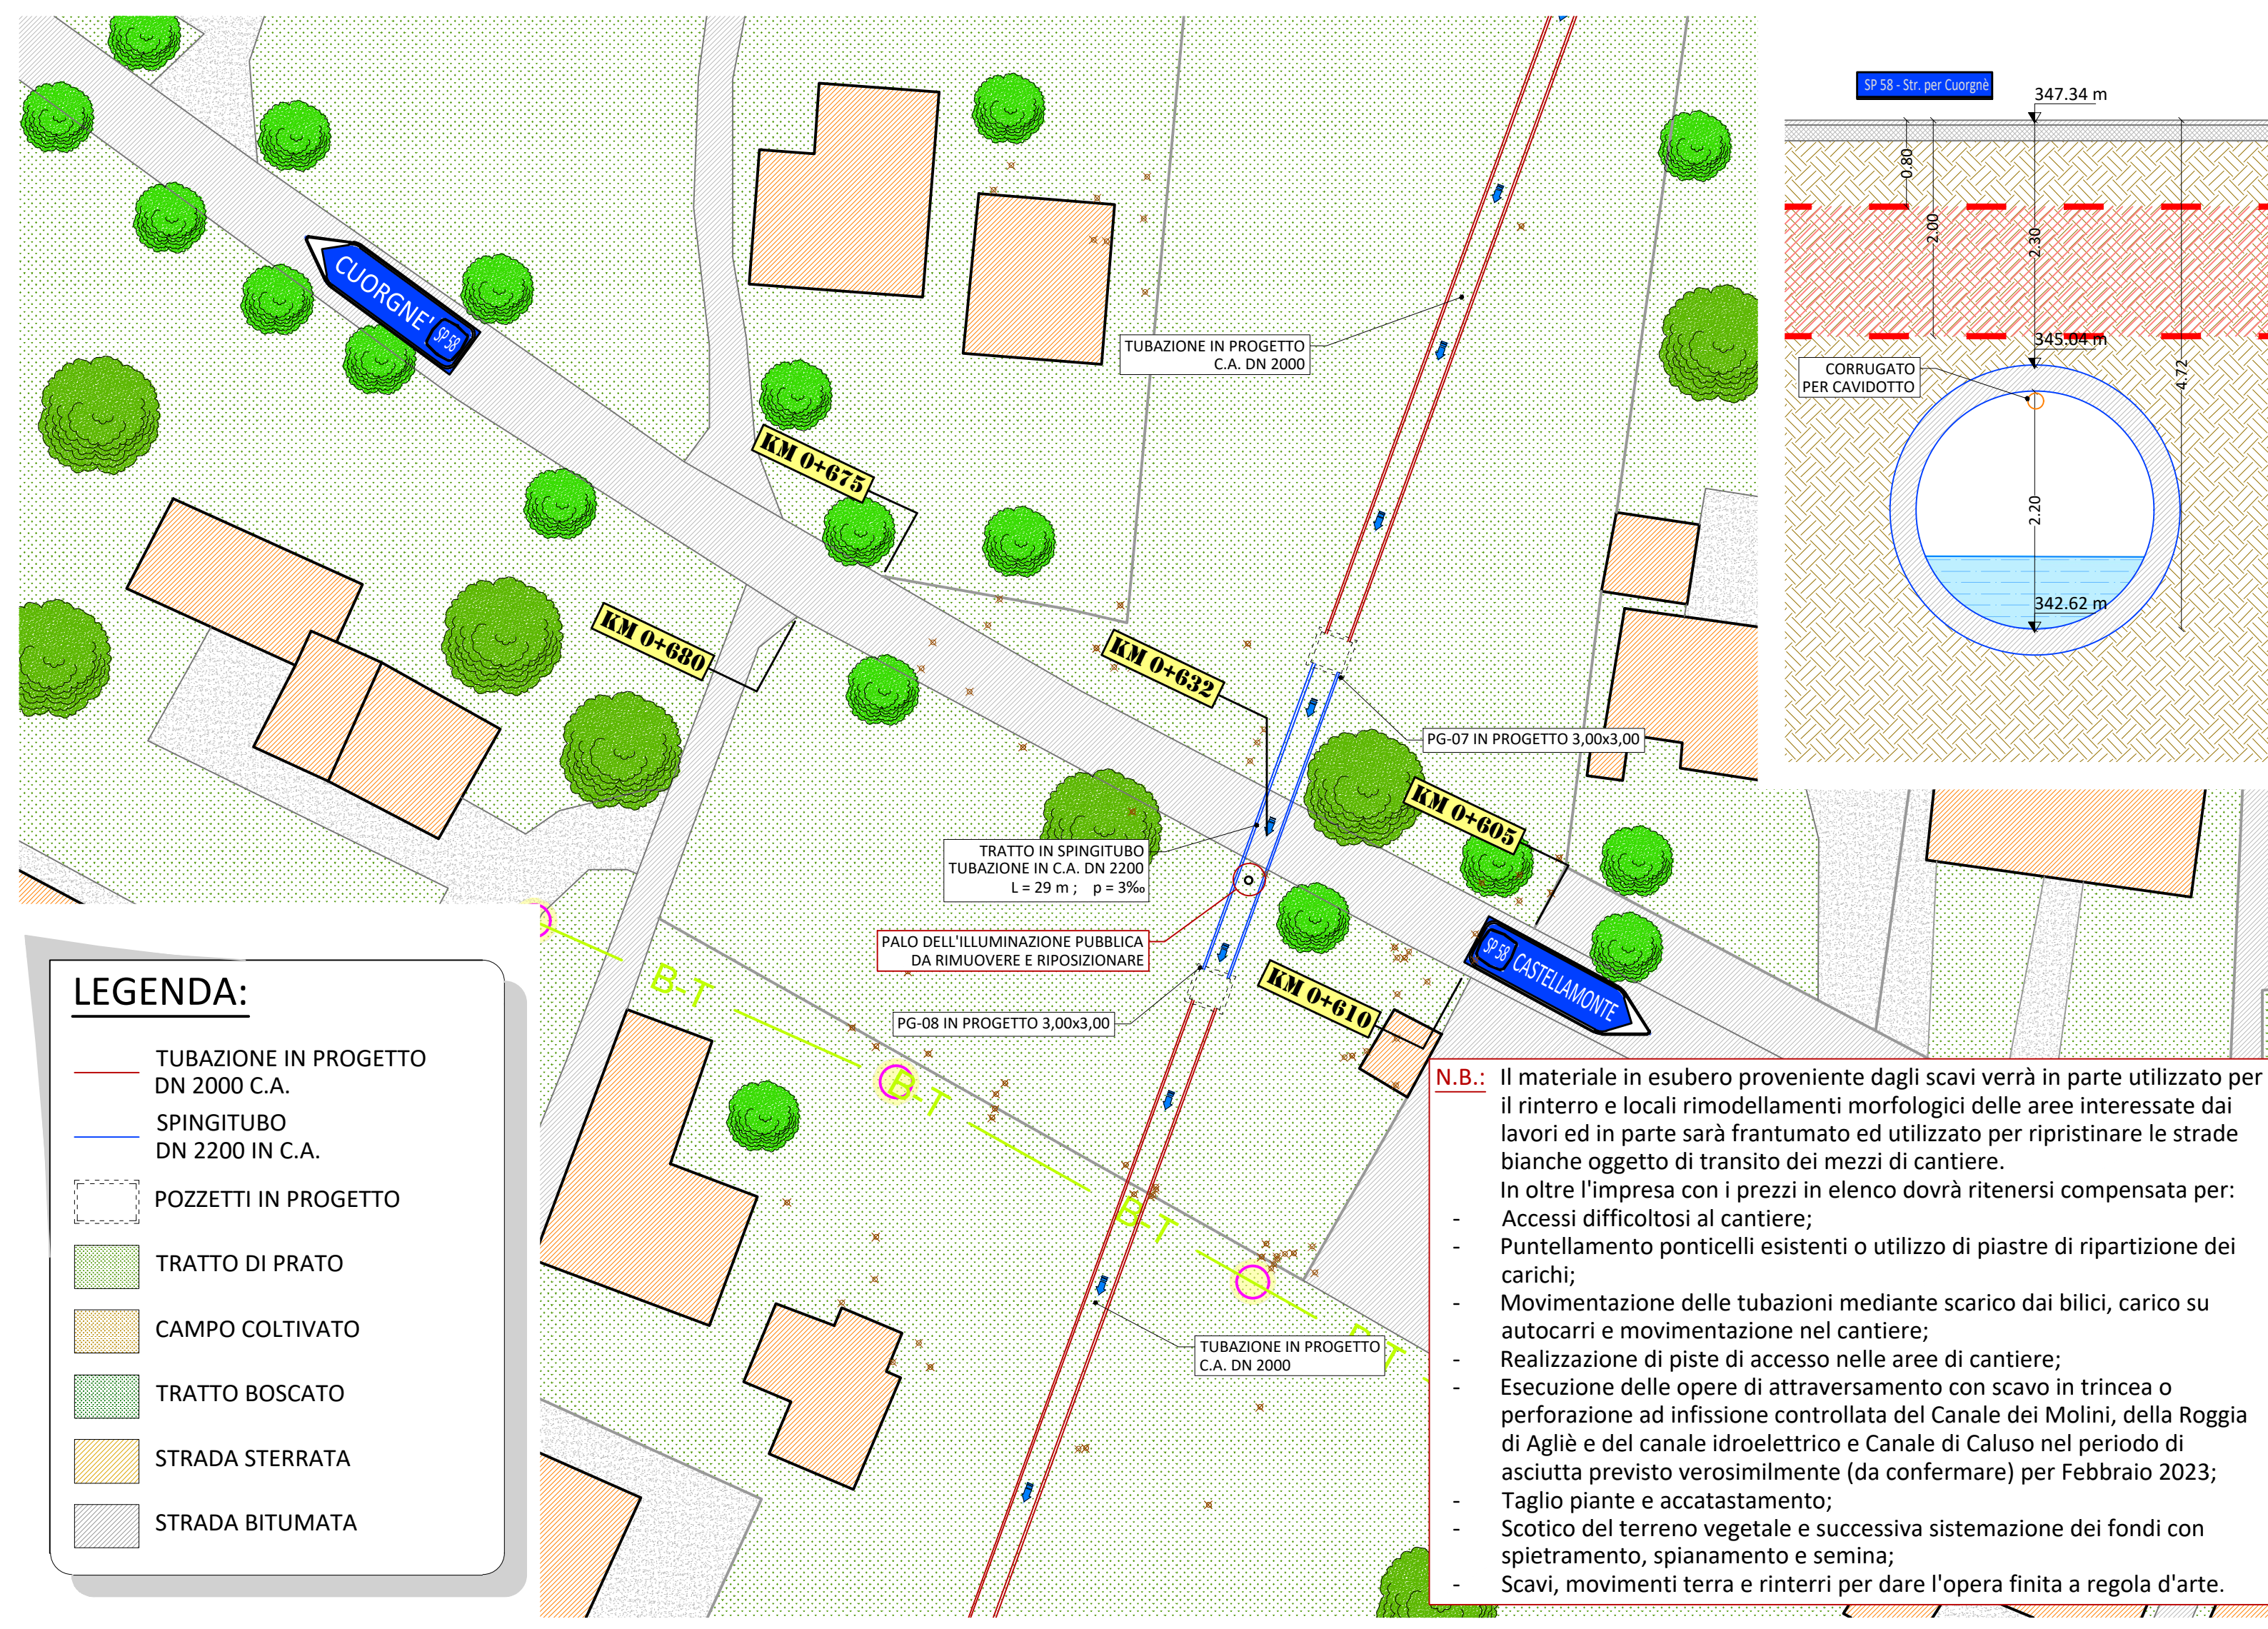 CUORGNE' SP 58
KM 0+675
KM 0+680
KM 0+632
KM 0+605
KM 0+610
TUBAZIONE IN PROGETTO
C.A. DN 2000
PG-07 IN PROGETTO 3,00x3,00
TRATTO IN SPINGITUBO
TUBAZIONE IN C.A. DN 2200
L = 29 m ; p = 3‰
PALO DELL'ILLUMINAZIONE PUBBLICA
DA RIMUOVERE E RIPOSIZIONARE
PG-08 IN PROGETTO 3,00x3,00
SP 58 CASTELLAMONTE
B-T
B-T
B-T
TUBAZIONE IN PROGETTO
C.A. DN 2000
SP 58 - Str. per Cuorgnè
347.34 m
0.80
2.00
2.30
345.04 m
4.72
CORRUGATO
PER CAVIDOTTO
2.20
342.62 m
LEGENDA:
TUBAZIONE IN PROGETTO
DN 2000 C.A.
SPINGITUBO
DN 2200 IN C.A.
POZZETTI IN PROGETTO
TRATTO DI PRATO
CAMPO COLTIVATO
TRATTO BOSCATO
STRADA STERRATA
STRADA BITUMATA
N.B.: Il materiale in esubero proveniente dagli scavi verrà in parte utilizzato per
il rinterro e locali rimodellamenti morfologici delle aree interessate dai
lavori ed in parte sarà frantumato ed utilizzato per ripristinare le strade
bianche oggetto di transito dei mezzi di cantiere.
In oltre l'impresa con i prezzi in elenco dovrà ritenersi compensata per:
- Accessi difficoltosi al cantiere;
- Puntellamento ponticelli esistenti o utilizzo di piastre di ripartizione dei
carichi;
- Movimentazione delle tubazioni mediante scarico dai bilici, carico su
autocarri e movimentazione nel cantiere;
- Realizzazione di piste di accesso nelle aree di cantiere;
- Esecuzione delle opere di attraversamento con scavo in trincea o
perforazione ad infissione controllata del Canale dei Molini, della Roggia
di Agliè e del canale idroelettrico e Canale di Caluso nel periodo di
asciutta previsto verosimilmente (da confermare) per Febbraio 2023;
- Taglio piante e accatastamento;
- Scotico del terreno vegetale e successiva sistemazione dei fondi con
spietramento, spianamento e semina;
- Scavi, movimenti terra e rinterri per dare l'opera finita a regola d'arte.